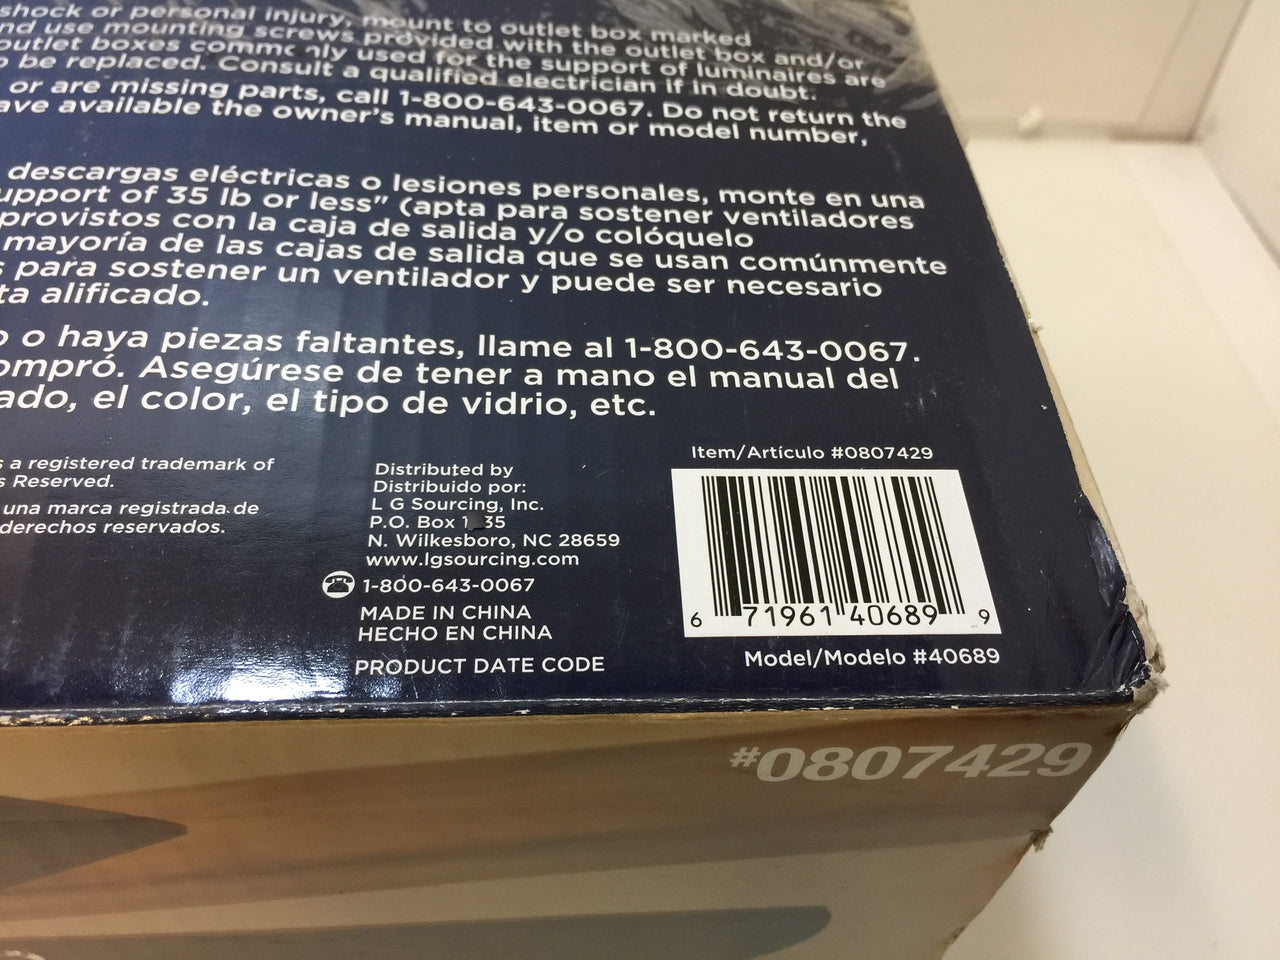 shock or personal injury, mount to outlet box marked
and use mounting screws provided with the outlet box and/or
outlet boxes commonly used for the support of luminaires are
be replaced. Consult a qualified electrician if in doubt.
or are missing parts, call 1-800-643-0067. Do not return the
ave available the owner's manual, item or model number,
descargas eléctricas o lesiones personales, monte en una
upport of 35 lb or less" (apta para sostener ventiladores
provistos con la caja de salida y/o colóquelo
mayoría de las cajas de salida que se usan comúnmente
s para sostener un ventilador y puede ser necesario
ta alificado.
o o haya piezas faltantes, llame al 1-800-643-0067.
ompró. Asegúrese de tener a mano el manual del
ado, el color, el tipo de vidrio, etc.
s a registered trademark of
s Reserved.
una marca registrada de
derechos reservados.
Distributed by
Distribuido por:
L G Sourcing, Inc.
P.O. Box 1 35
N. Wilkesboro, NC 28659
www.lgsourcing.com
1-800-643-0067
MADE IN CHINA
HECHO EN CHINA
PRODUCT DATE CODE
Item/Artículo #0807429
6 71961 40689 9
Model/Modelo #40689
#0807429